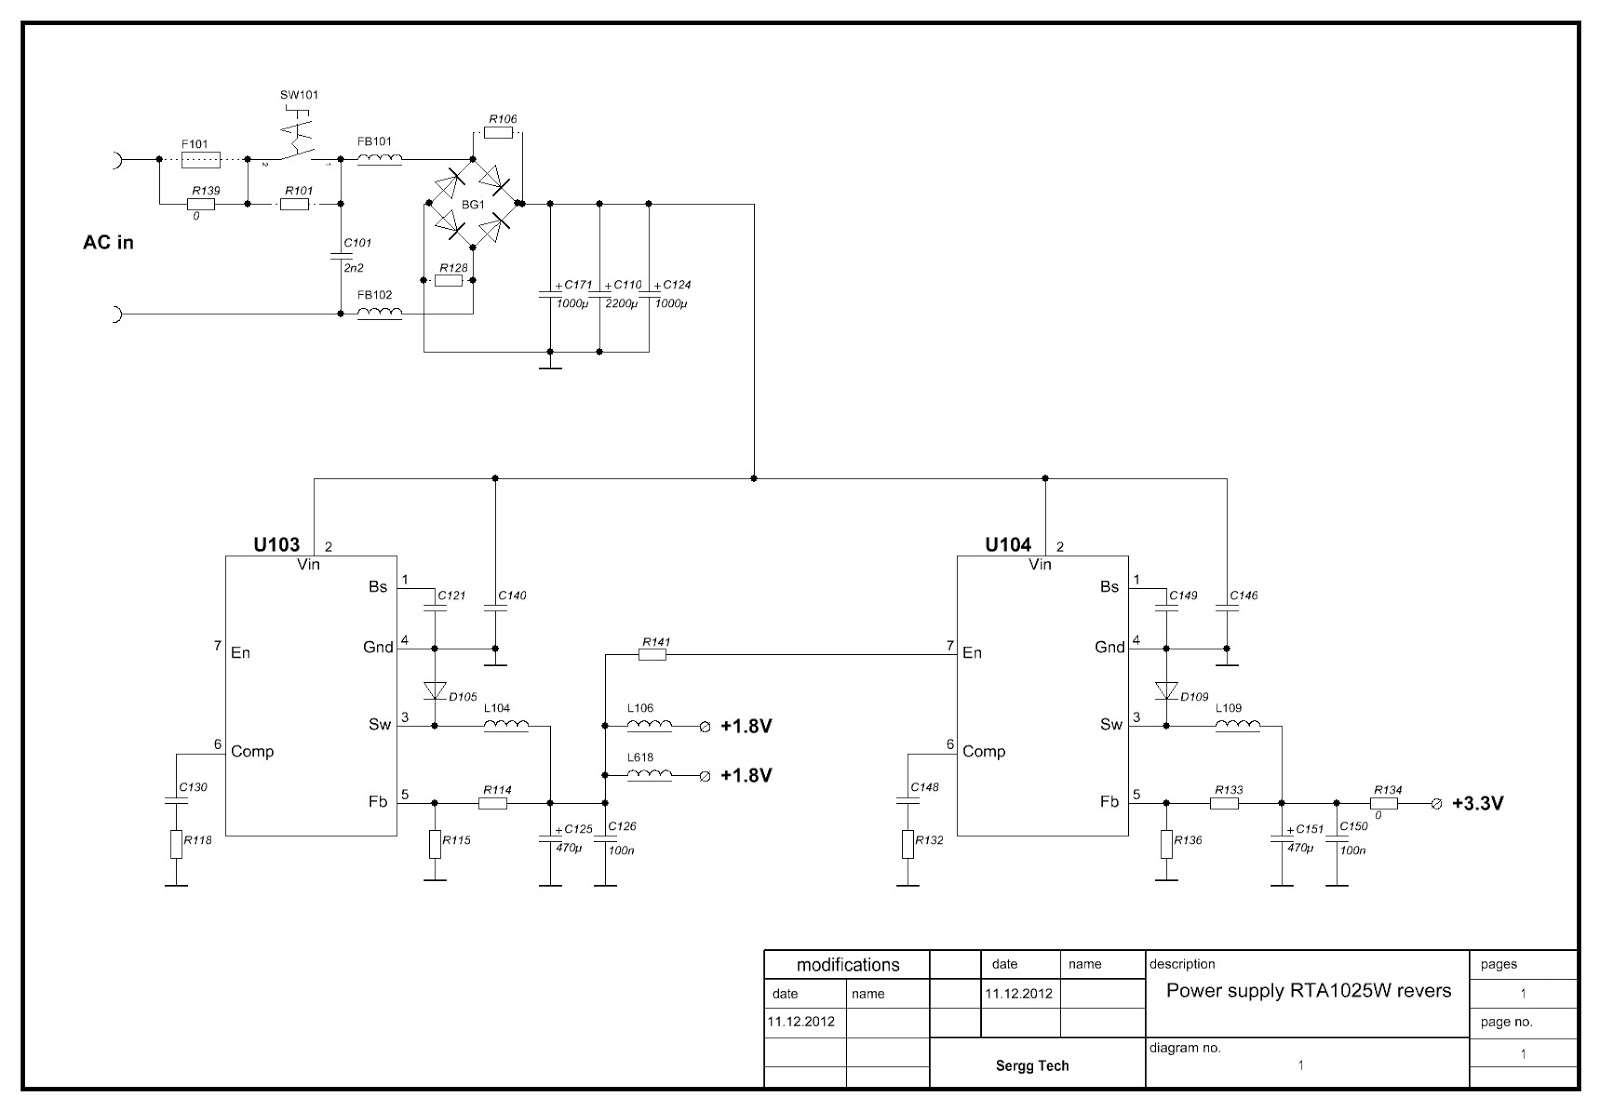 SW101
F101
2
1
FB101
R106
R139
0
R101
BG1
AC in
C101
2n2
R128
FB102
+ C171
1000µ
+ C110
2200µ
+ C124
1000µ
U103
2
Vin
Bs
1
C121
C140
7
En
Gnd
4
D105
Sw
3
L104
6
Comp
C130
R118
Fb
5
R114
R115
+ C125
470µ
C126
100n
R141
L106
+1.8V
L618
+1.8V
U104
2
Vin
Bs
1
C149
C146
7
En
Gnd
4
D109
Sw
3
L109
6
Comp
C148
R132
Fb
5
R133
R136
+ C151
470µ
C150
100n
R134
0
+3.3V
modifications
date
name
description
pages
date
name
11.12.2012
Power supply RTA1025W revers
1
11.12.2012
page no.
Sergg Tech
diagram no.
1
1